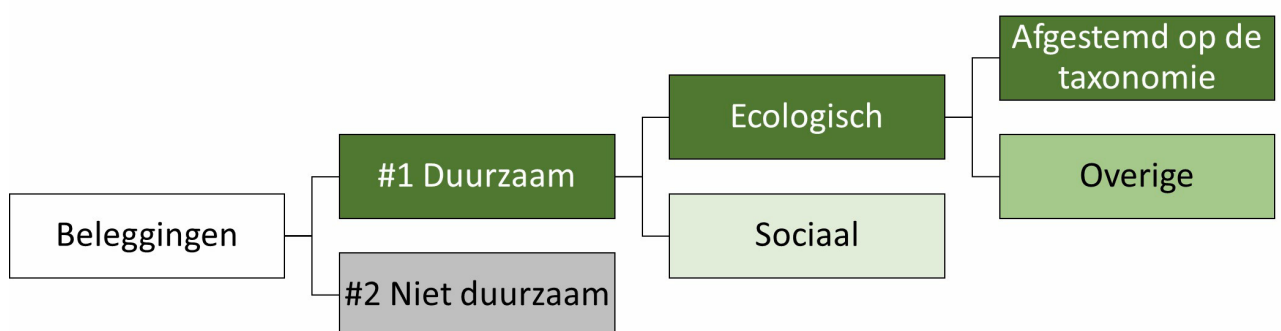 Beleggingen
#1 Duurzaam
#2 Niet duurzaam
Ecologisch
Sociaal
Afgestemd op de
taxonomie
Overige